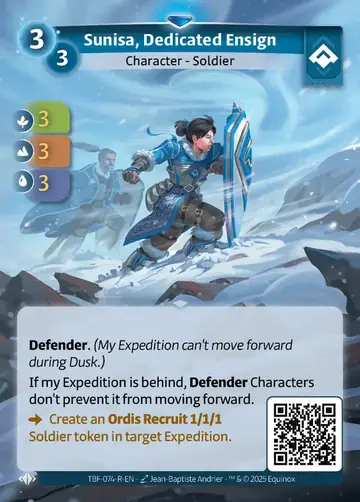 3
3
Sunisa, Dedicated Ensign
Character - Soldier
3
3
3
Defender. (My Expedition can't move forward
during Dusk.)
If my Expedition is behind, Defender Characters
don't prevent it from moving forward.
Create an Ordis Recruit 1/1/1
Soldier token in target Expedition.
TBF-074-R-EN - Jean-Baptiste Andrier - ™ & © 2025 Equinox